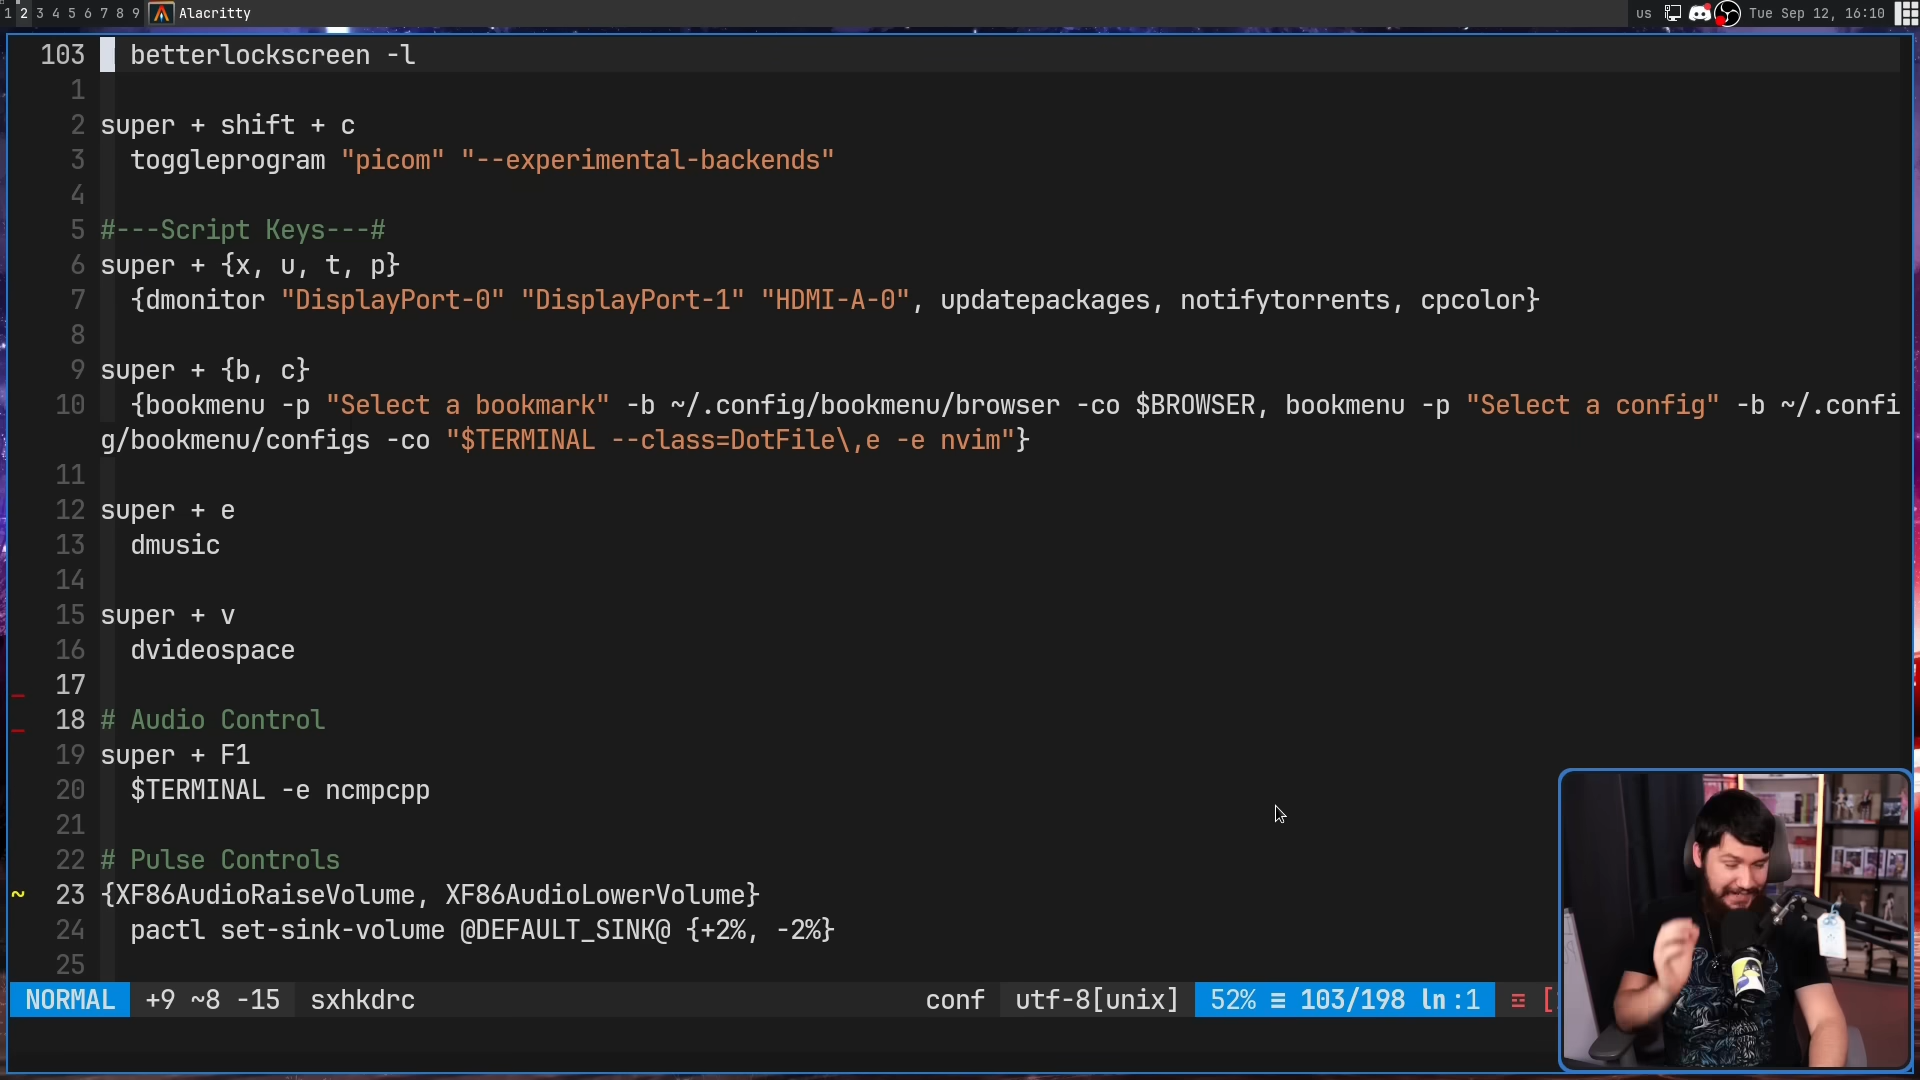 1 2 3 4 5 6 7 8 9 Alacritty us Tue Sep 12, 16:10
103 betterlockscreen -l
1
2 super + shift + c
3 toggleprogram "picom" "--experimental-backends"
4
5 #---Script Keys---#
6 super + {x, u, t, p}
7 {dmonitor "DisplayPort-0" "DisplayPort-1" "HDMI-A-0", updatepackages, notifytorrents, cpcolor}
8
9 super + {b, c}
10 {bookmenu -p "Select a bookmark" -b ~/.config/bookmenu/browser -co $BROWSER, bookmenu -p "Select a config" -b ~/.confi
g/bookmenu/configs -co "$TERMINAL --class=DotFile\,e -e nvim"}
11
12 super + e
13 dmusic
14
15 super + v
16 dvideospace
_ 17
_ 18 # Audio Control
19 super + F1
20 $TERMINAL -e ncmpcpp
21
22 # Pulse Controls
~ 23 {XF86AudioRaiseVolume, XF86AudioLowerVolume}
24 pactl set-sink-volume @DEFAULT_SINK@ {+2%, -2%}
25
NORMAL +9 ~8 -15 sxhkdrc conf utf-8[unix] 52% ≡ 103/198 ln:1 Ξ [